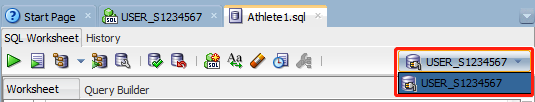 Start Page USER_S1234567 Athlete1.sql
SQL Worksheet History
USER_S1234567
USER_S1234567
Worksheet Query Builder